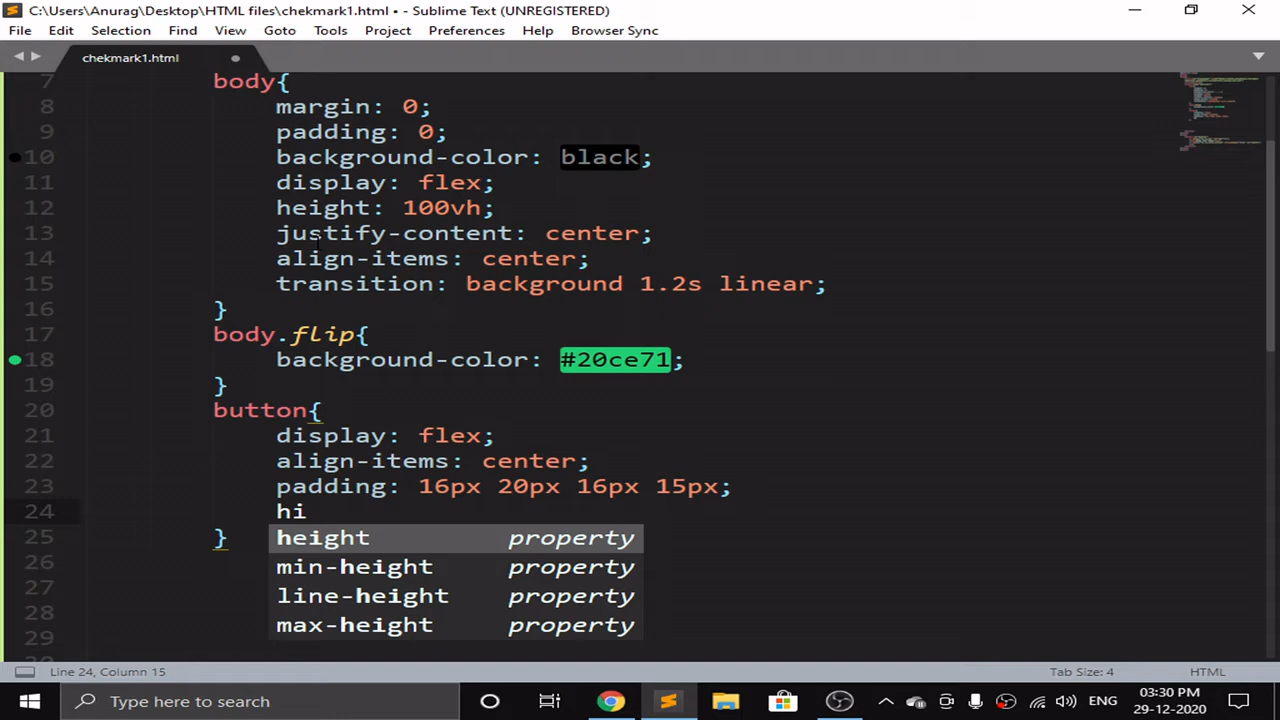 C:\Users\Anurag\Desktop\HTML files\chekmark1.html • - Sublime Text (UNREGISTERED)
File Edit Selection Find View Goto Tools Project Preferences Help Browser Sync
chekmark1.html
7 body{
8 margin: 0;
9 padding: 0;
10 background-color: black;
11 display: flex;
12 height: 100vh;
13 justify-content: center;
14 align-items: center;
15 transition: background 1.2s linear;
16 }
17 body.flip{
18 background-color: #20ce71;
19 }
20 button{
21 display: flex;
22 align-items: center;
23 padding: 16px 20px 16px 15px;
24 hi
25 } height property
26 min-height property
27 line-height property
28 max-height property
29
Line 24, Column 15 Tab Size: 4 HTML
Type here to search ENG 03:30 PM
29-12-2020